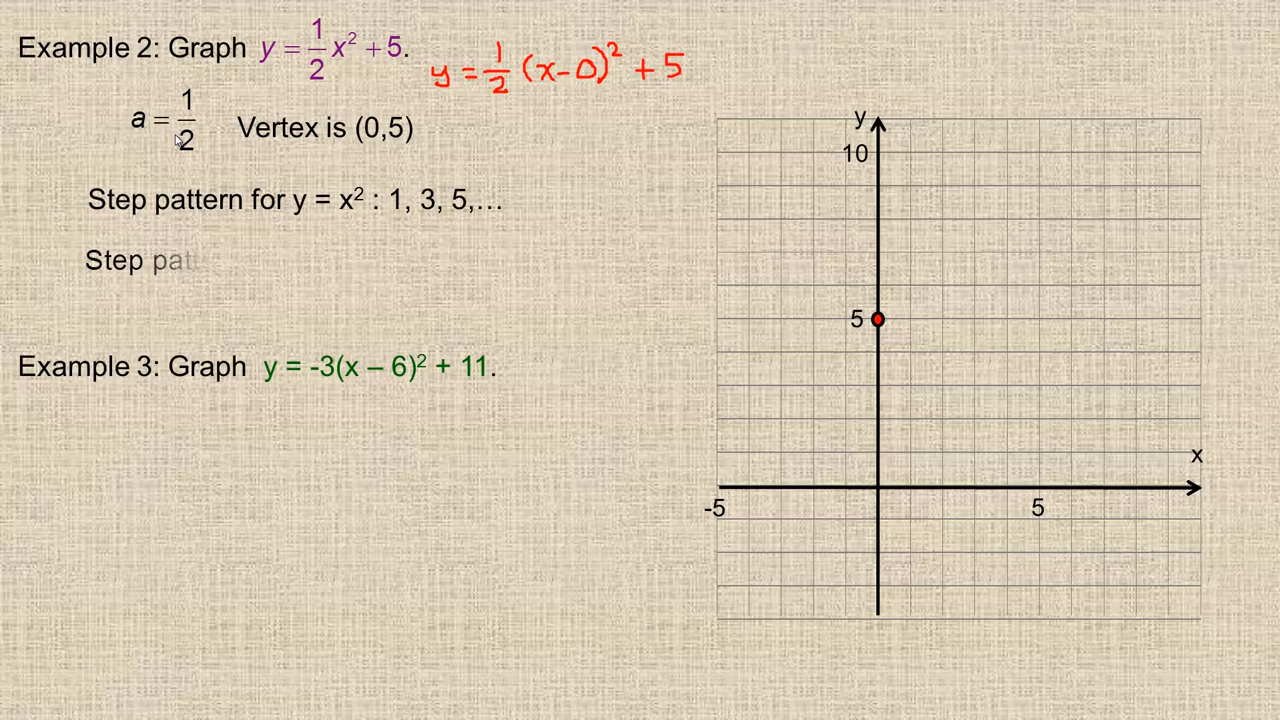 Example 2: Graph y = 1/2 x² + 5.
y = 1/2 (x - 0)² + 5
a = 1/2 Vertex is (0,5)
Step pattern for y = x² : 1, 3, 5,…
Step pat
Example 3: Graph y = -3(x – 6)² + 11.
y
10
5
x
-5 5